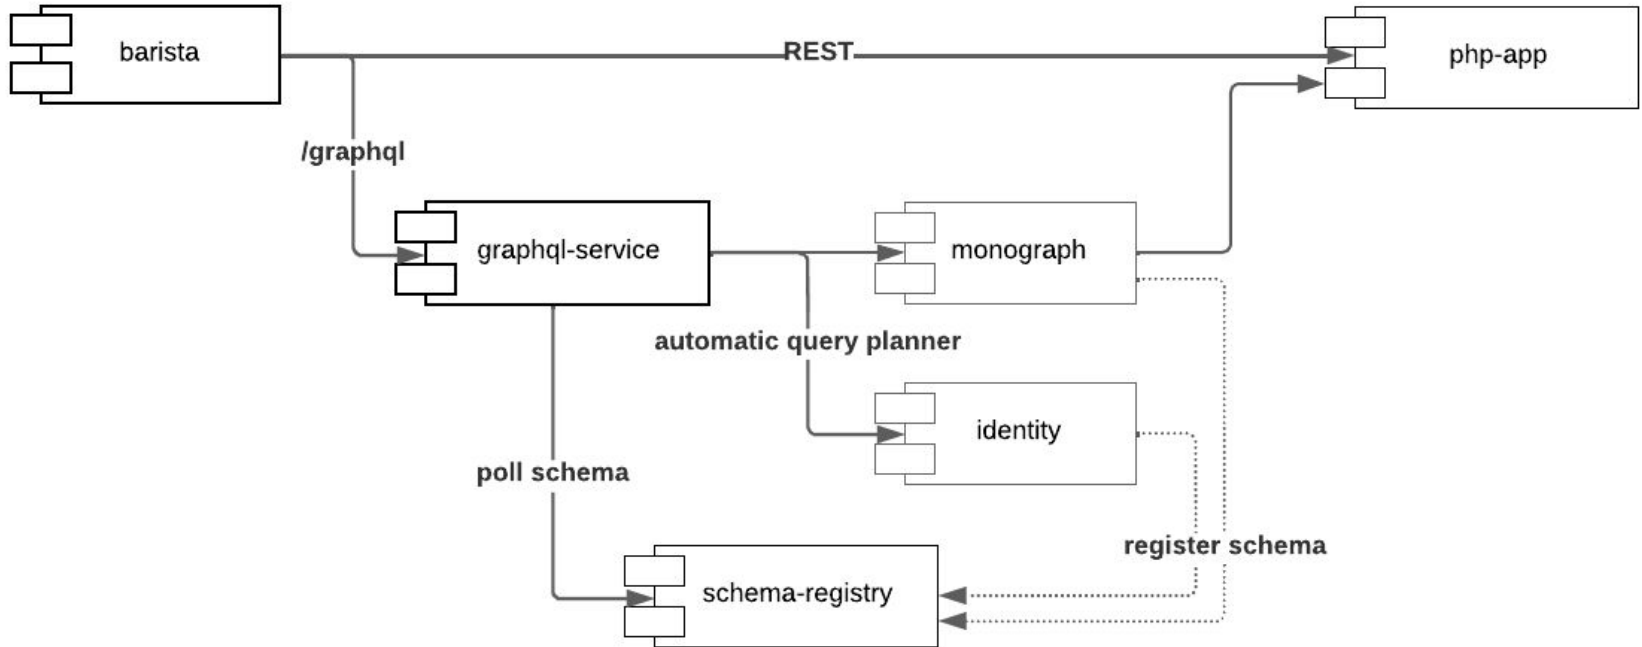 barista
REST
php-app
/graphql
graphql-service
monograph
automatic query planner
identity
poll schema
register schema
schema-registry